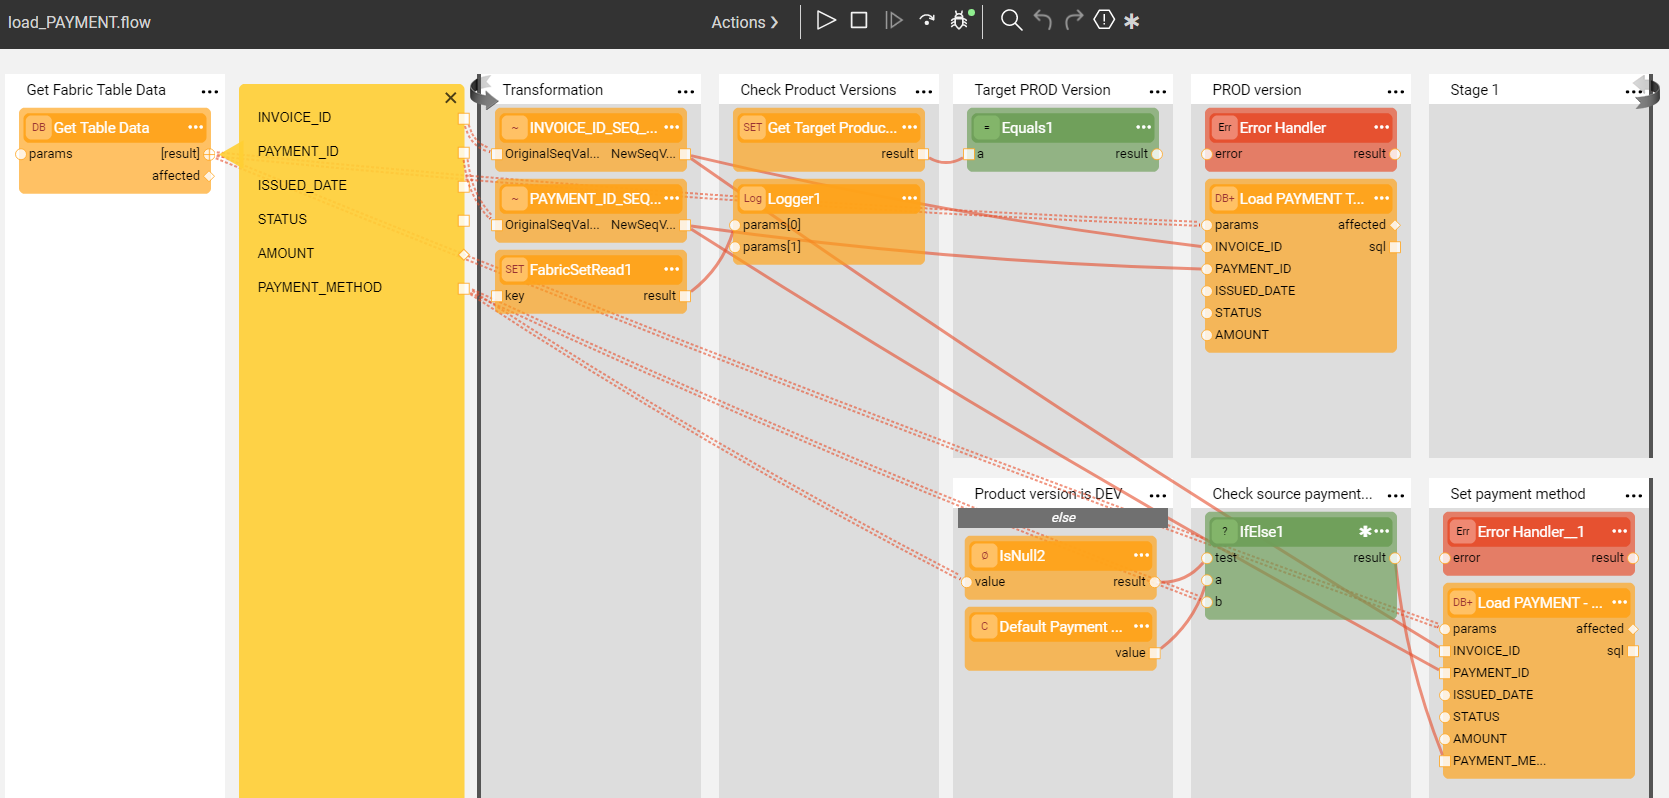 load_PAYMENT.flow
Actions
Get Fabric Table Data
DB Get Table Data
params [result]
affected
INVOICE_ID
PAYMENT_ID
ISSUED_DATE
STATUS
AMOUNT
PAYMENT_METHOD
Transformation
~ INVOICE_ID_SEQ_...
OriginalSeqVal... NewSeqV...
~ PAYMENT_ID_SEQ...
OriginalSeqVal... NewSeqV...
SET FabricSetRead1
key result
Check Product Versions
SET Get Target Produc...
result
Log Logger1
params[0]
params[1]
Target PROD Version
= Equals1
a result
PROD version
Err Error Handler
error result
DB+ Load PAYMENT T...
params affected
INVOICE_ID sql
PAYMENT_ID
ISSUED_DATE
STATUS
AMOUNT
Stage 1
Product version is DEV
else
Ø IsNull2
value result
C Default Payment ...
value
Check source payment...
? IfElse1
test result
a
b
Set payment method
Err Error Handler__1
error result
DB+ Load PAYMENT - ...
params affected
INVOICE_ID sql
PAYMENT_ID
ISSUED_DATE
STATUS
AMOUNT
PAYMENT_ME...